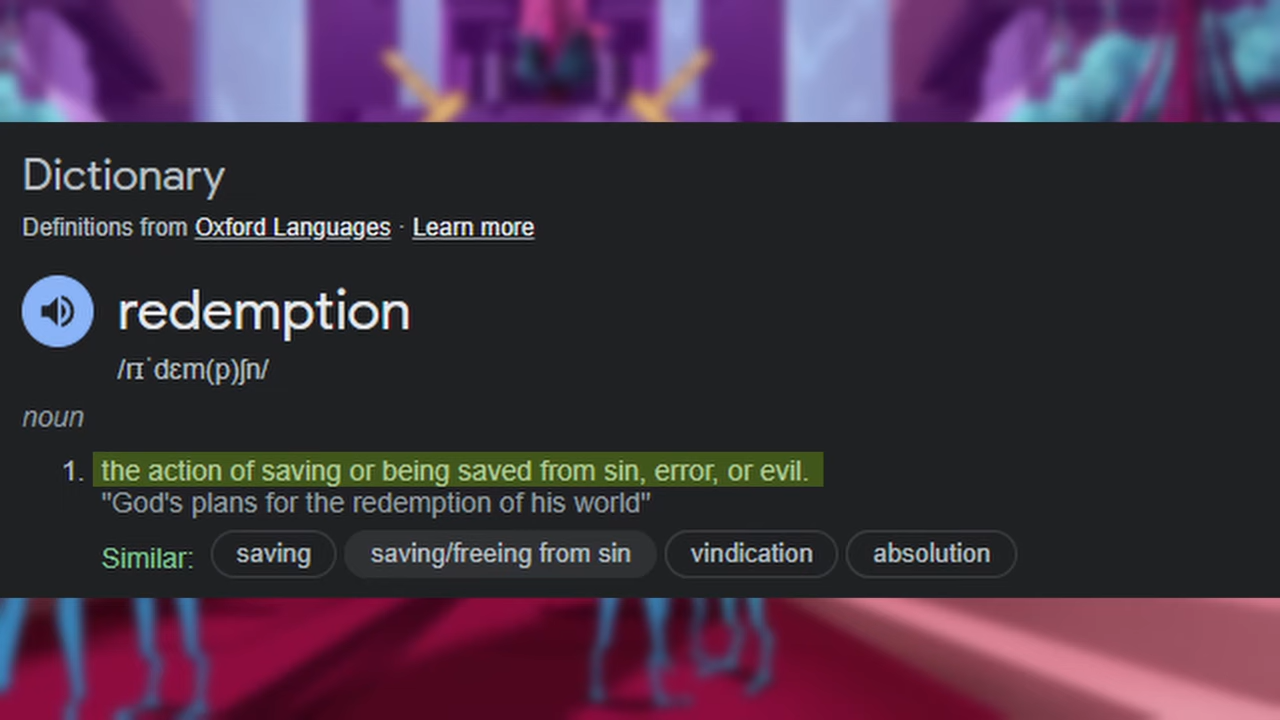 Dictionary
Definitions from Oxford Languages · Learn more
redemption
/rɪˈdɛm(p)ʃn/
noun
1. the action of saving or being saved from sin, error, or evil.
"God's plans for the redemption of his world"
Similar: saving saving/freeing from sin vindication absolution